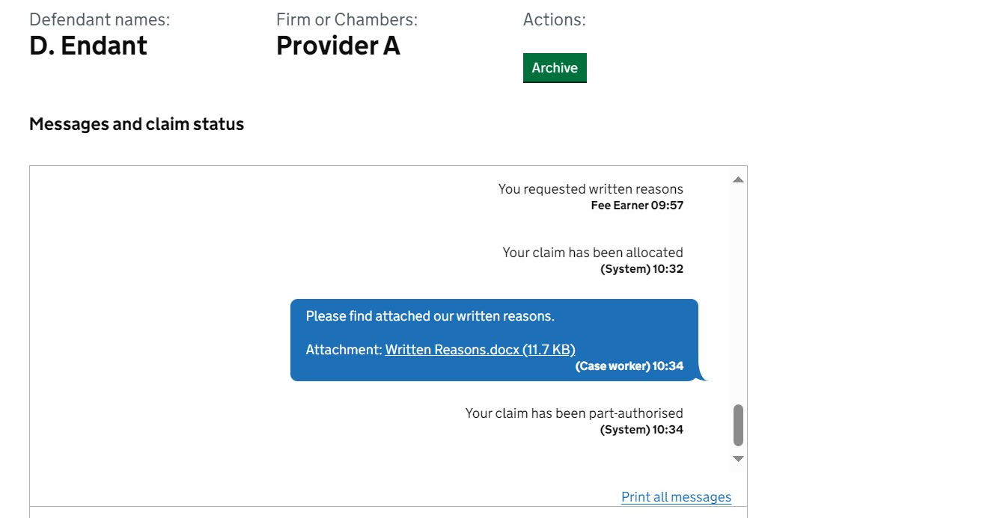 Defendant names:
D. Endant
Firm or Chambers:
Provider A
Actions:
Archive
Messages and claim status
You requested written reasons
Fee Earner 09:57
Your claim has been allocated
(System) 10:32
Please find attached our written reasons.
Attachment: Written Reasons.docx (11.7 KB)
(Case worker) 10:34
Your claim has been part-authorised
(System) 10:34
Print all messages